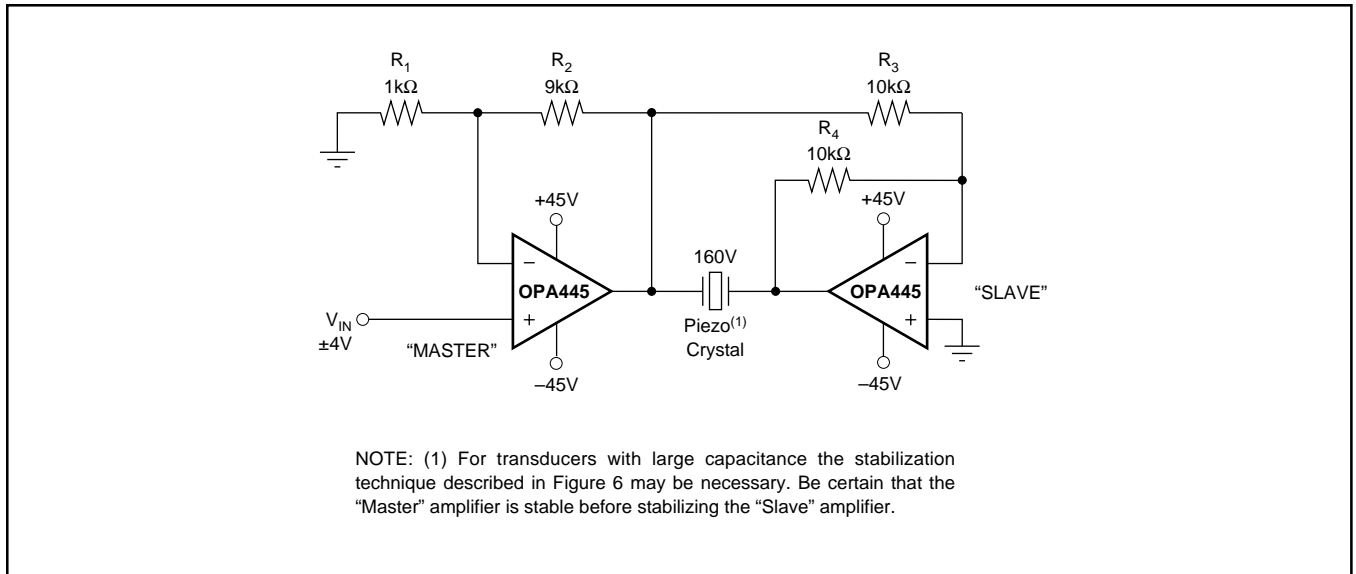 R1
1kΩ
R2
9kΩ
R3
10kΩ
R4
10kΩ
+45V
+45V
–
OPA445
+
160V
–
OPA445
+
"SLAVE"
VIN
±4V
"MASTER"
Piezo(1)
Crystal
–45V
–45V
NOTE: (1) For transducers with large capacitance the stabilization
technique described in Figure 6 may be necessary. Be certain that the
“Master” amplifier is stable before stabilizing the “Slave” amplifier.